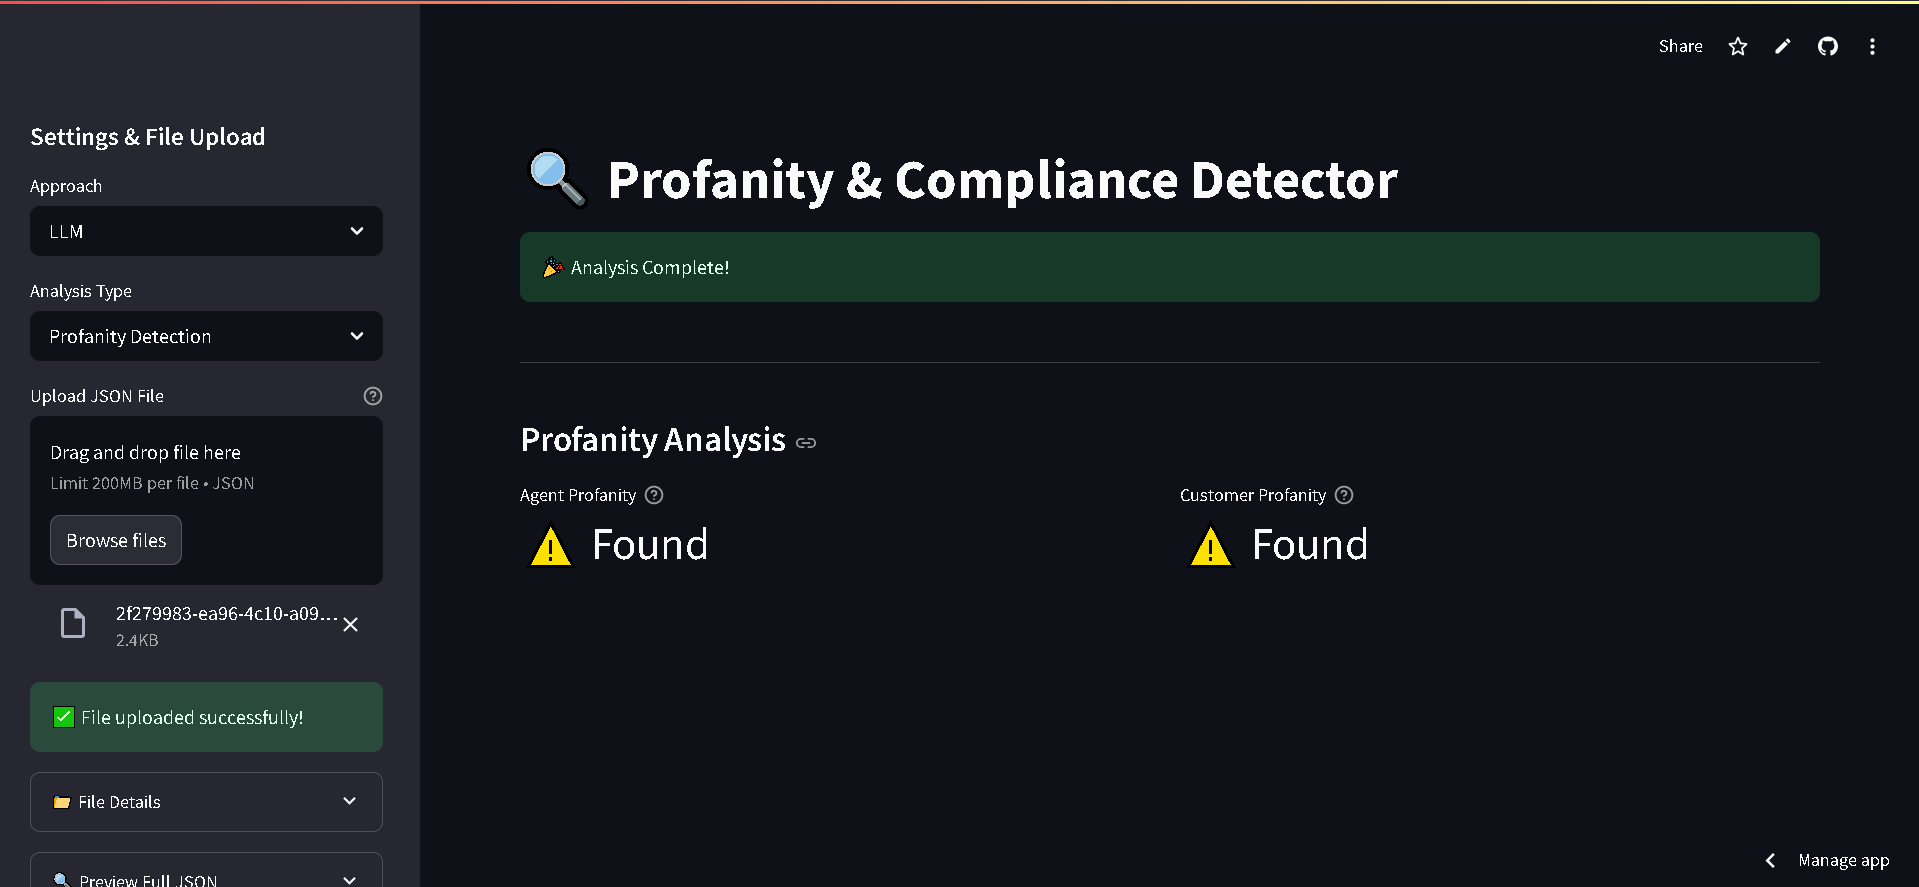 Share
Settings & File Upload
Approach
LLM
Analysis Type
Profanity Detection
Upload JSON File
Drag and drop file here
Limit 200MB per file • JSON
Browse files
2f279983-ea96-4c10-a09...
2.4KB
File uploaded successfully!
File Details
Preview Full JSON
Profanity & Compliance Detector
Analysis Complete!
Profanity Analysis
Agent Profanity
Found
Customer Profanity
Found
Manage app